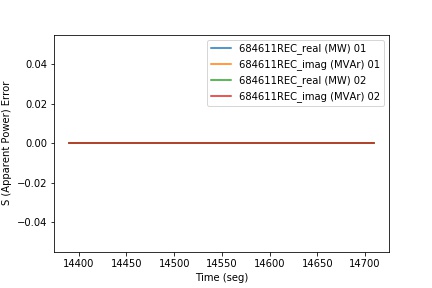 684611REC_real (MW) 01
684611REC_imag (MVAr) 01
684611REC_real (MW) 02
684611REC_imag (MVAr) 02
S (Apparent Power) Error
0.04
0.02
0.00
−0.02
−0.04
14400 14450 14500 14550 14600 14650 14700
Time (seg)